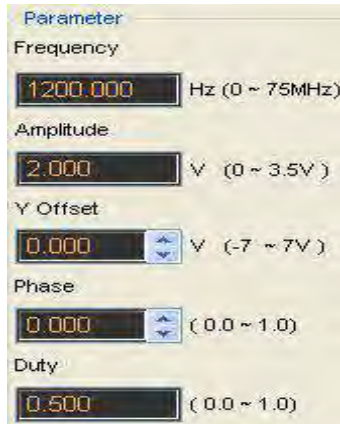 Parameter
Frequency
1200.000 Hz (0 ~ 75MHz)
Amplitude
2.000 V (0 ~ 3.5V )
Y Offset
0.000 V (-7 ~ 7V )
Phase
0.000 ( 0.0 ~ 1.0)
Duty
0.500 ( 0.0 ~ 1.0)